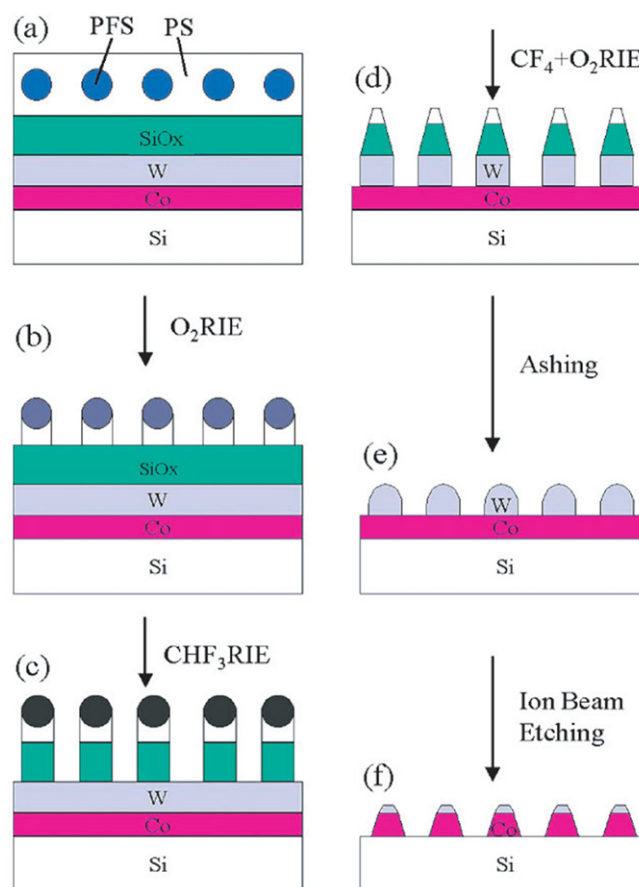 (a)
PFS
PS
SiOx
W
Co
Si
O₂RIE
(b)
SiOx
W
Co
Si
CHF₃RIE
(c)
W
Co
Si
CF₄+O₂RIE
(d)
W
Co
Si
Ashing
(e)
W
Co
Si
Ion Beam
Etching
(f)
Co
Si